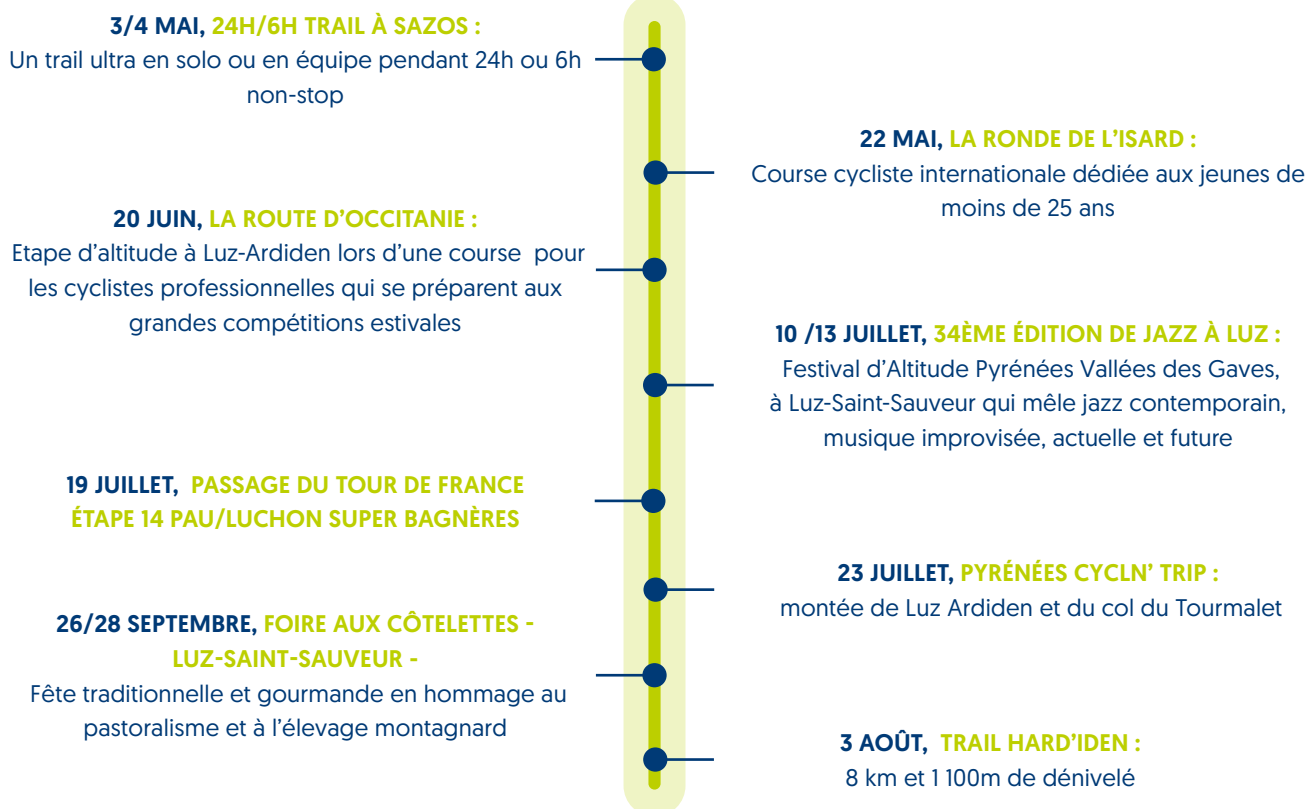 3/4 MAI, 24H/6H TRAIL À SAZOS :
Un trail ultra en solo ou en équipe pendant 24h ou 6h
non-stop
22 MAI, LA RONDE DE L'ISARD :
Course cycliste internationale dédiée aux jeunes de
moins de 25 ans
20 JUIN, LA ROUTE D'OCCITANIE :
Etape d'altitude à Luz-Ardiden lors d'une course pour
les cyclistes professionnelles qui se préparent aux
grandes compétitions estivales
10 /13 JUILLET, 34ÈME ÉDITION DE JAZZ À LUZ :
Festival d'Altitude Pyrénées Vallées des Gaves,
à Luz-Saint-Sauveur qui mêle jazz contemporain,
musique improvisée, actuelle et future
19 JUILLET, PASSAGE DU TOUR DE FRANCE
ÉTAPE 14 PAU/LUCHON SUPER BAGNÈRES
23 JUILLET, PYRÉNÉES CYCLN' TRIP :
montée de Luz Ardiden et du col du Tourmalet
26/28 SEPTEMBRE, FOIRE AUX CÔTELETTES -
LUZ-SAINT-SAUVEUR -
Fête traditionnelle et gourmande en hommage au
pastoralisme et à l'élevage montagnard
3 AOÛT, TRAIL HARD'IDEN :
8 km et 1 100m de dénivelé